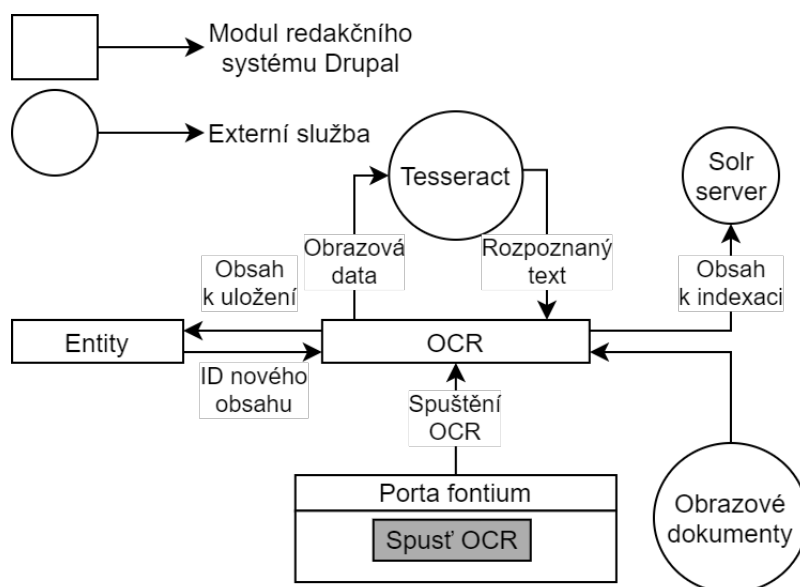 Modul redakčního
systému Drupal
Externí služba
Tesseract
Solr
server
Obrazová
data
Rozpoznaný
text
Obsah
k uložení
Obsah
k indexaci
Entity
OCR
ID nového
obsahu
Spuštění
OCR
Porta fontium
Spusť OCR
Obrazové
dokumenty